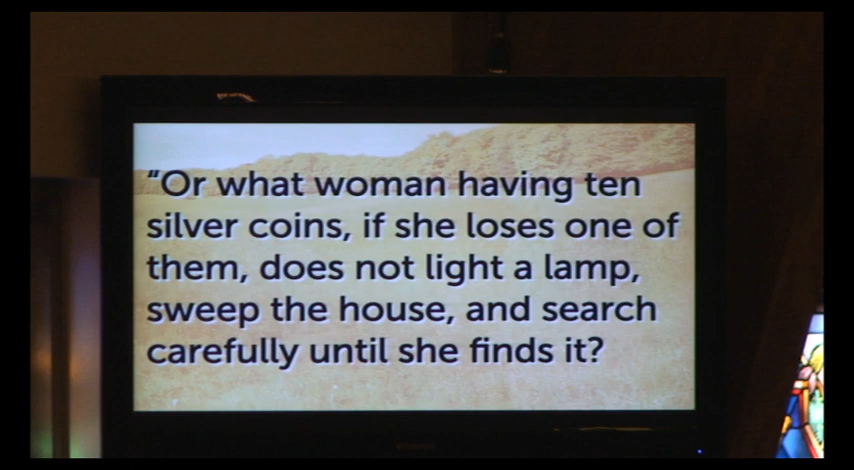 “Or what woman having ten
silver coins, if she loses one of
them, does not light a lamp,
sweep the house, and search
carefully until she finds it?